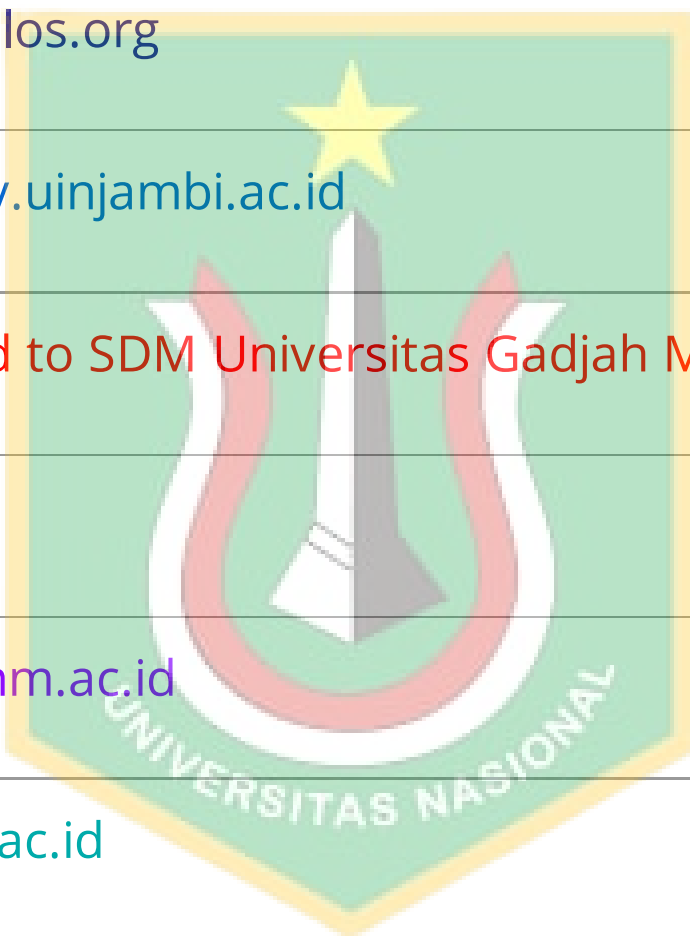 los.org
.uinjambi.ac.id
to SDM Universitas Gadjah
m.ac.id
UNIVERSITAS NASIONAL
ac.id